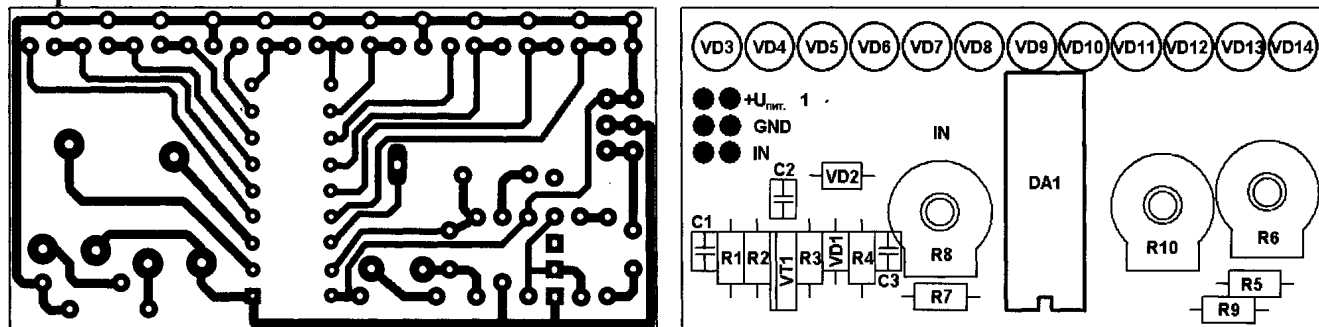 VD3 VD4 VD5 VD6 VD7 VD8 VD9 VD10 VD11 VD12 VD13 VD14
+Uпит. 1
GND
IN
IN
C2
VD2
DA1
C1
R1 R2 VT1 R3 VD1 R4 C3
R8
R10
R6
R7
R5
R9